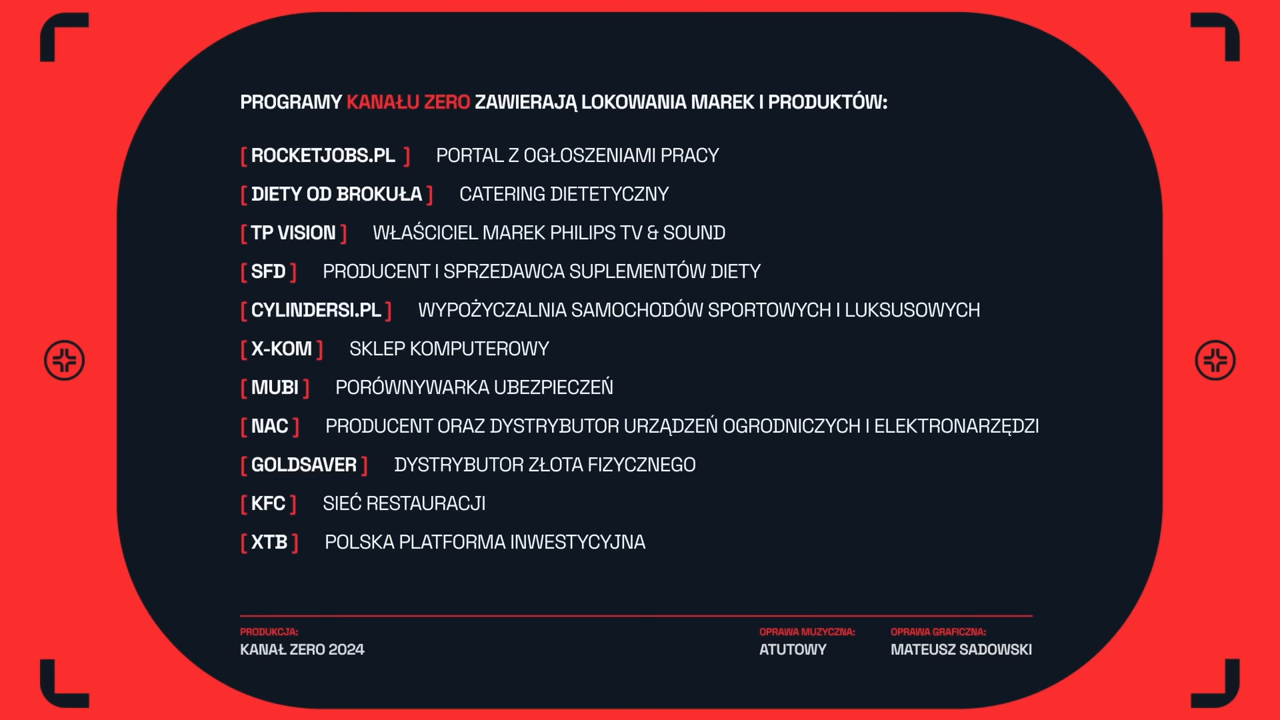 PROGRAMY KANAŁU ZERO ZAWIERAJĄ LOKOWANIA MAREK I PRODUKTÓW:
[ ROCKETJOBS.PL ] PORTAL Z OGŁOSZENIAMI PRACY
[ DIETY OD BROKUŁA ] CATERING DIETETYCZNY
[ TP VISION ] WŁAŚCICIEL MAREK PHILIPS TV & SOUND
[ SFD ] PRODUCENT I SPRZEDAWCA SUPLEMENTÓW DIETY
[ CYLINDERSI.PL ] WYPOŻYCZALNIA SAMOCHODÓW SPORTOWYCH I LUKSUSOWYCH
[ X-KOM ] SKLEP KOMPUTEROWY
[ MUBI ] PORÓWNYWARKA UBEZPIECZEŃ
[ NAC ] PRODUCENT ORAZ DYSTRYBUTOR URZĄDZEŃ OGRODNICZYCH I ELEKTRONARZĘDZI
[ GOLDSAVER ] DYSTRYBUTOR ZŁOTA FIZYCZNEGO
[ KFC ] SIEĆ RESTAURACJI
[ XTB ] POLSKA PLATFORMA INWESTYCYJNA
PRODUKCJA:
KANAŁ ZERO 2024
OPRAWA MUZYCZNA:
ATUTOWY
OPRAWA GRAFICZNA:
MATEUSZ SADOWSKI